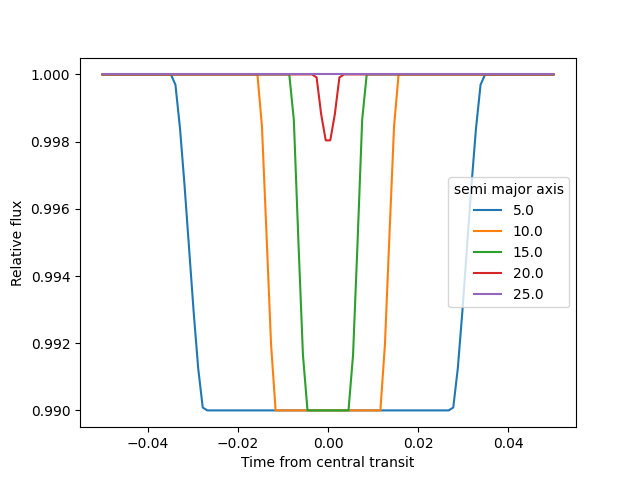 1.000
0.998
0.996
0.994
0.992
0.990
Relative flux
semi major axis
5.0
10.0
15.0
20.0
25.0
−0.04 −0.02 0.00 0.02 0.04
Time from central transit